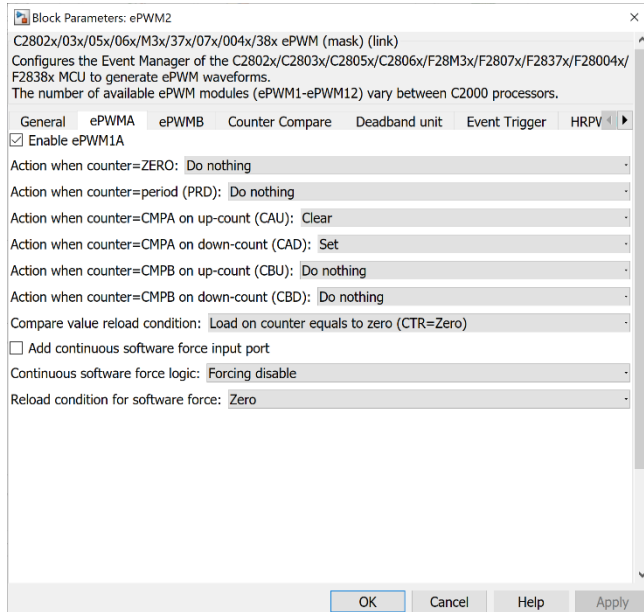 Block Parameters: ePWM2
C2802x/03x/05x/06x/M3x/37x/07x/004x/38x ePWM (mask) (link)
Configures the Event Manager of the C2802x/C2803x/C2805x/C2806x/F28M3x/F2807x/F2837x/F28004x/
F2838x MCU to generate ePWM waveforms.
The number of available ePWM modules (ePWM1-ePWM12) vary between C2000 processors.
General ePWMA ePWMB Counter Compare Deadband unit Event Trigger HRPW
Enable ePWM1A
Action when counter=ZERO: Do nothing
Action when counter=period (PRD): Do nothing
Action when counter=CMPA on up-count (CAU): Clear
Action when counter=CMPA on down-count (CAD): Set
Action when counter=CMPB on up-count (CBU): Do nothing
Action when counter=CMPB on down-count (CBD): Do nothing
Compare value reload condition: Load on counter equals to zero (CTR=Zero)
Add continuous software force input port
Continuous software force logic: Forcing disable
Reload condition for software force: Zero
OK Cancel Help Apply